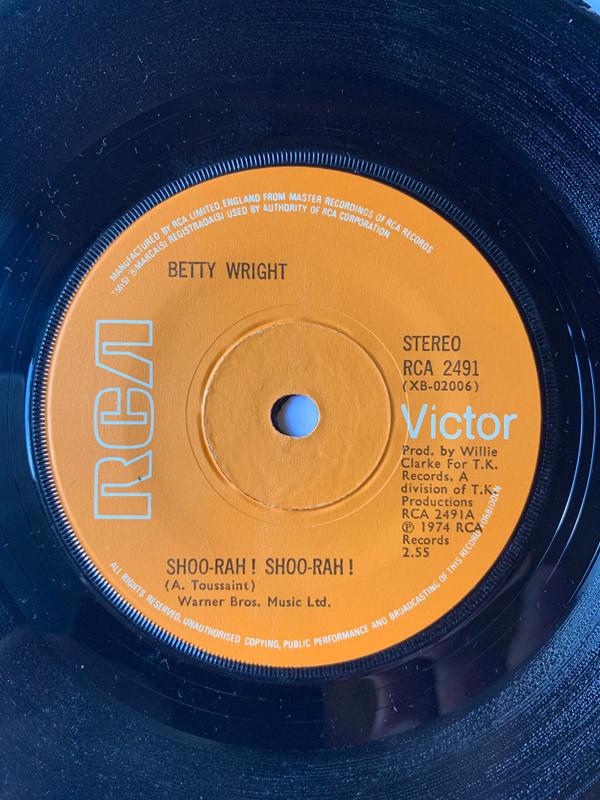 MANUFACTURED BY RCA LIMITED, ENGLAND FROM MASTER RECORDINGS OF RCA RECORDS
TM(S) ® MARCA(S) REGISTRADA(S) USED BY AUTHORITY OF RCA CORPORATION
BETTY WRIGHT
RCA
STEREO
RCA 2491
(XB-02006)
Victor
Prod. by Willie
Clarke For T.K.
Records, A
division of T.K.
Productions
RCA 2491A
℗ 1974 RCA
Records
2.55
SHOO-RAH! SHOO-RAH!
(A. Toussaint)
Warner Bros. Music Ltd.
ALL RIGHTS RESERVED, UNAUTHORISED COPYING, PUBLIC PERFORMANCE AND BROADCASTING OF THIS RECORD FORBIDDEN